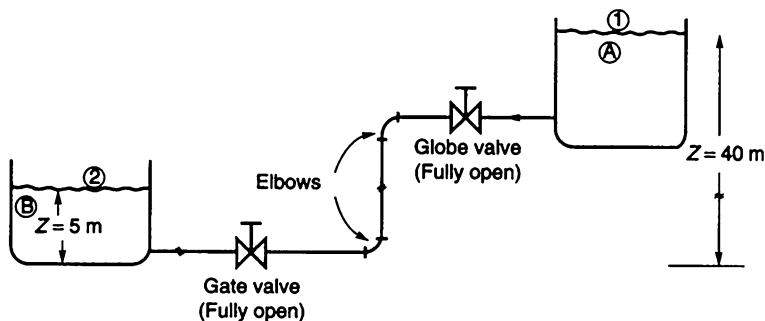 ①
Ⓐ
Globe valve
(Fully open)
Z = 40 m
Elbows
②
Ⓑ
Z = 5 m
Gate valve
(Fully open)